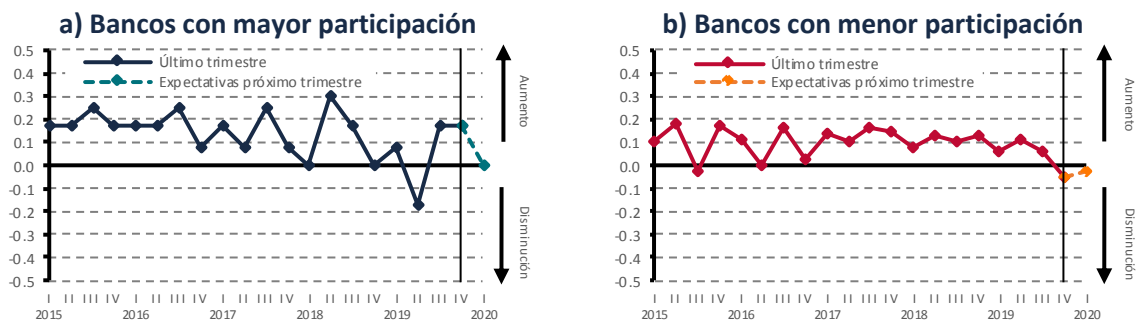 a) Bancos con mayor participación
0.5
0.4
0.3
0.2
0.1
0.0
-0.1
-0.2
-0.3
-0.4
-0.5
Último trimestre
Expectativas próximo trimestre
Aumento
Disminución
I II III IV I II III IV I II III IV I II III IV I II III IV I
2015 2016 2017 2018 2019 2020
b) Bancos con menor participación
0.5
0.4
0.3
0.2
0.1
0.0
-0.1
-0.2
-0.3
-0.4
-0.5
Último trimestre
Expectativas próximo trimestre
Aumento
Disminución
I II III IV I II III IV I II III IV I II III IV I II III IV I
2015 2016 2017 2018 2019 2020